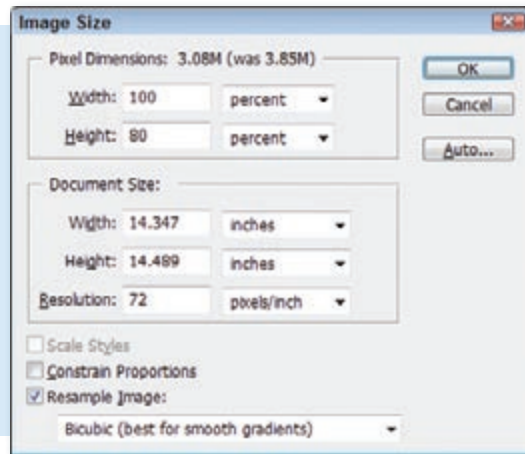 Image Size
Pixel Dimensions: 3.08M (was 3.85M)
Width: 100 percent
Height: 80 percent
OK
Cancel
Auto...
Document Size:
Width: 14.347 inches
Height: 14.489 inches
Resolution: 72 pixels/inch
Scale Styles
Constrain Proportions
Resample Image:
Bicubic (best for smooth gradients)